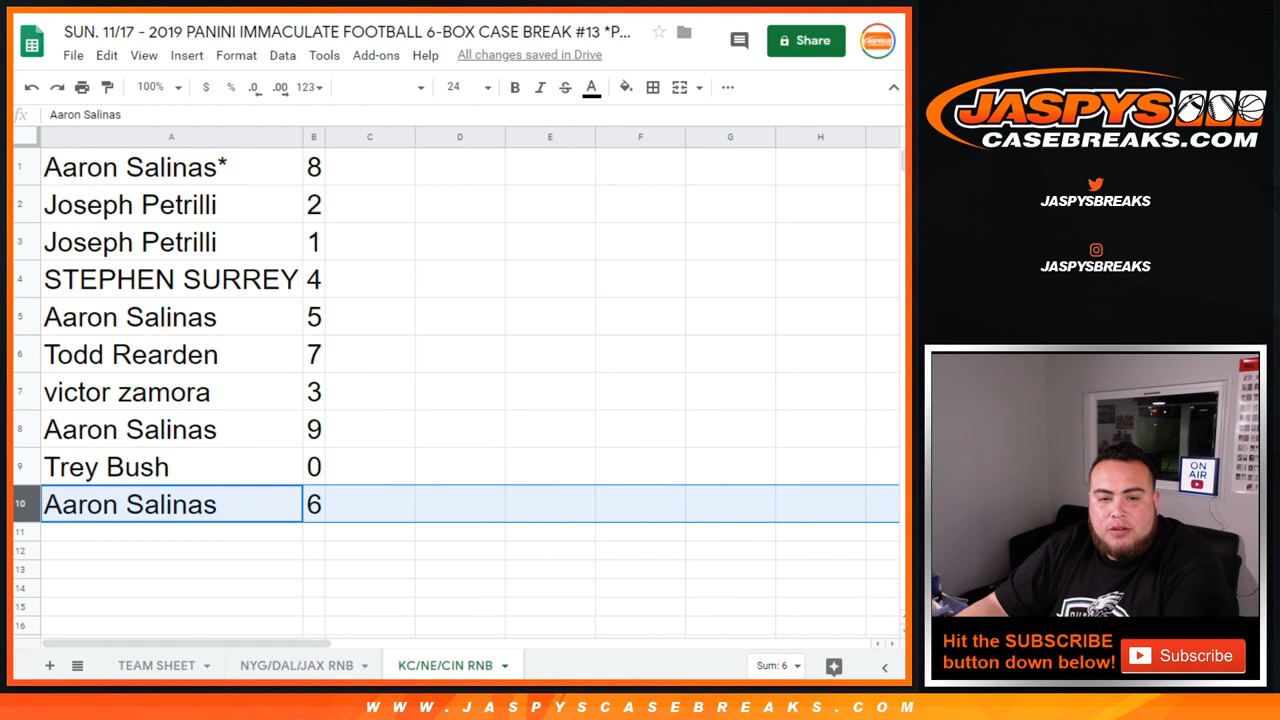 SUN. 11/17 - 2019 PANINI IMMACULATE FOOTBALL 6-BOX CASE BREAK #13 *P...
File Edit View Insert Format Data Tools Add-ons Help All changes saved in Drive
Share
100% $ % .0 .00 123 24 B I S A
fx Aaron Salinas
A B C D E F G H
1 Aaron Salinas* 8
2 Joseph Petrilli 2
3 Joseph Petrilli 1
4 STEPHEN SURREY 4
5 Aaron Salinas 5
6 Todd Rearden 7
7 victor zamora 3
8 Aaron Salinas 9
9 Trey Bush 0
10 Aaron Salinas 6
11
12
13
14
15
16
TEAM SHEET NYG/DAL/JAX RNB KC/NE/CIN RNB Sum: 6
JASPYS
CASEBREAKS.COM
JASPYSBREAKS
JASPYSBREAKS
ON
AIR
Hit the SUBSCRIBE
button down below!
Subscribe
WWW.JASPYSCASEBREAKS.COM